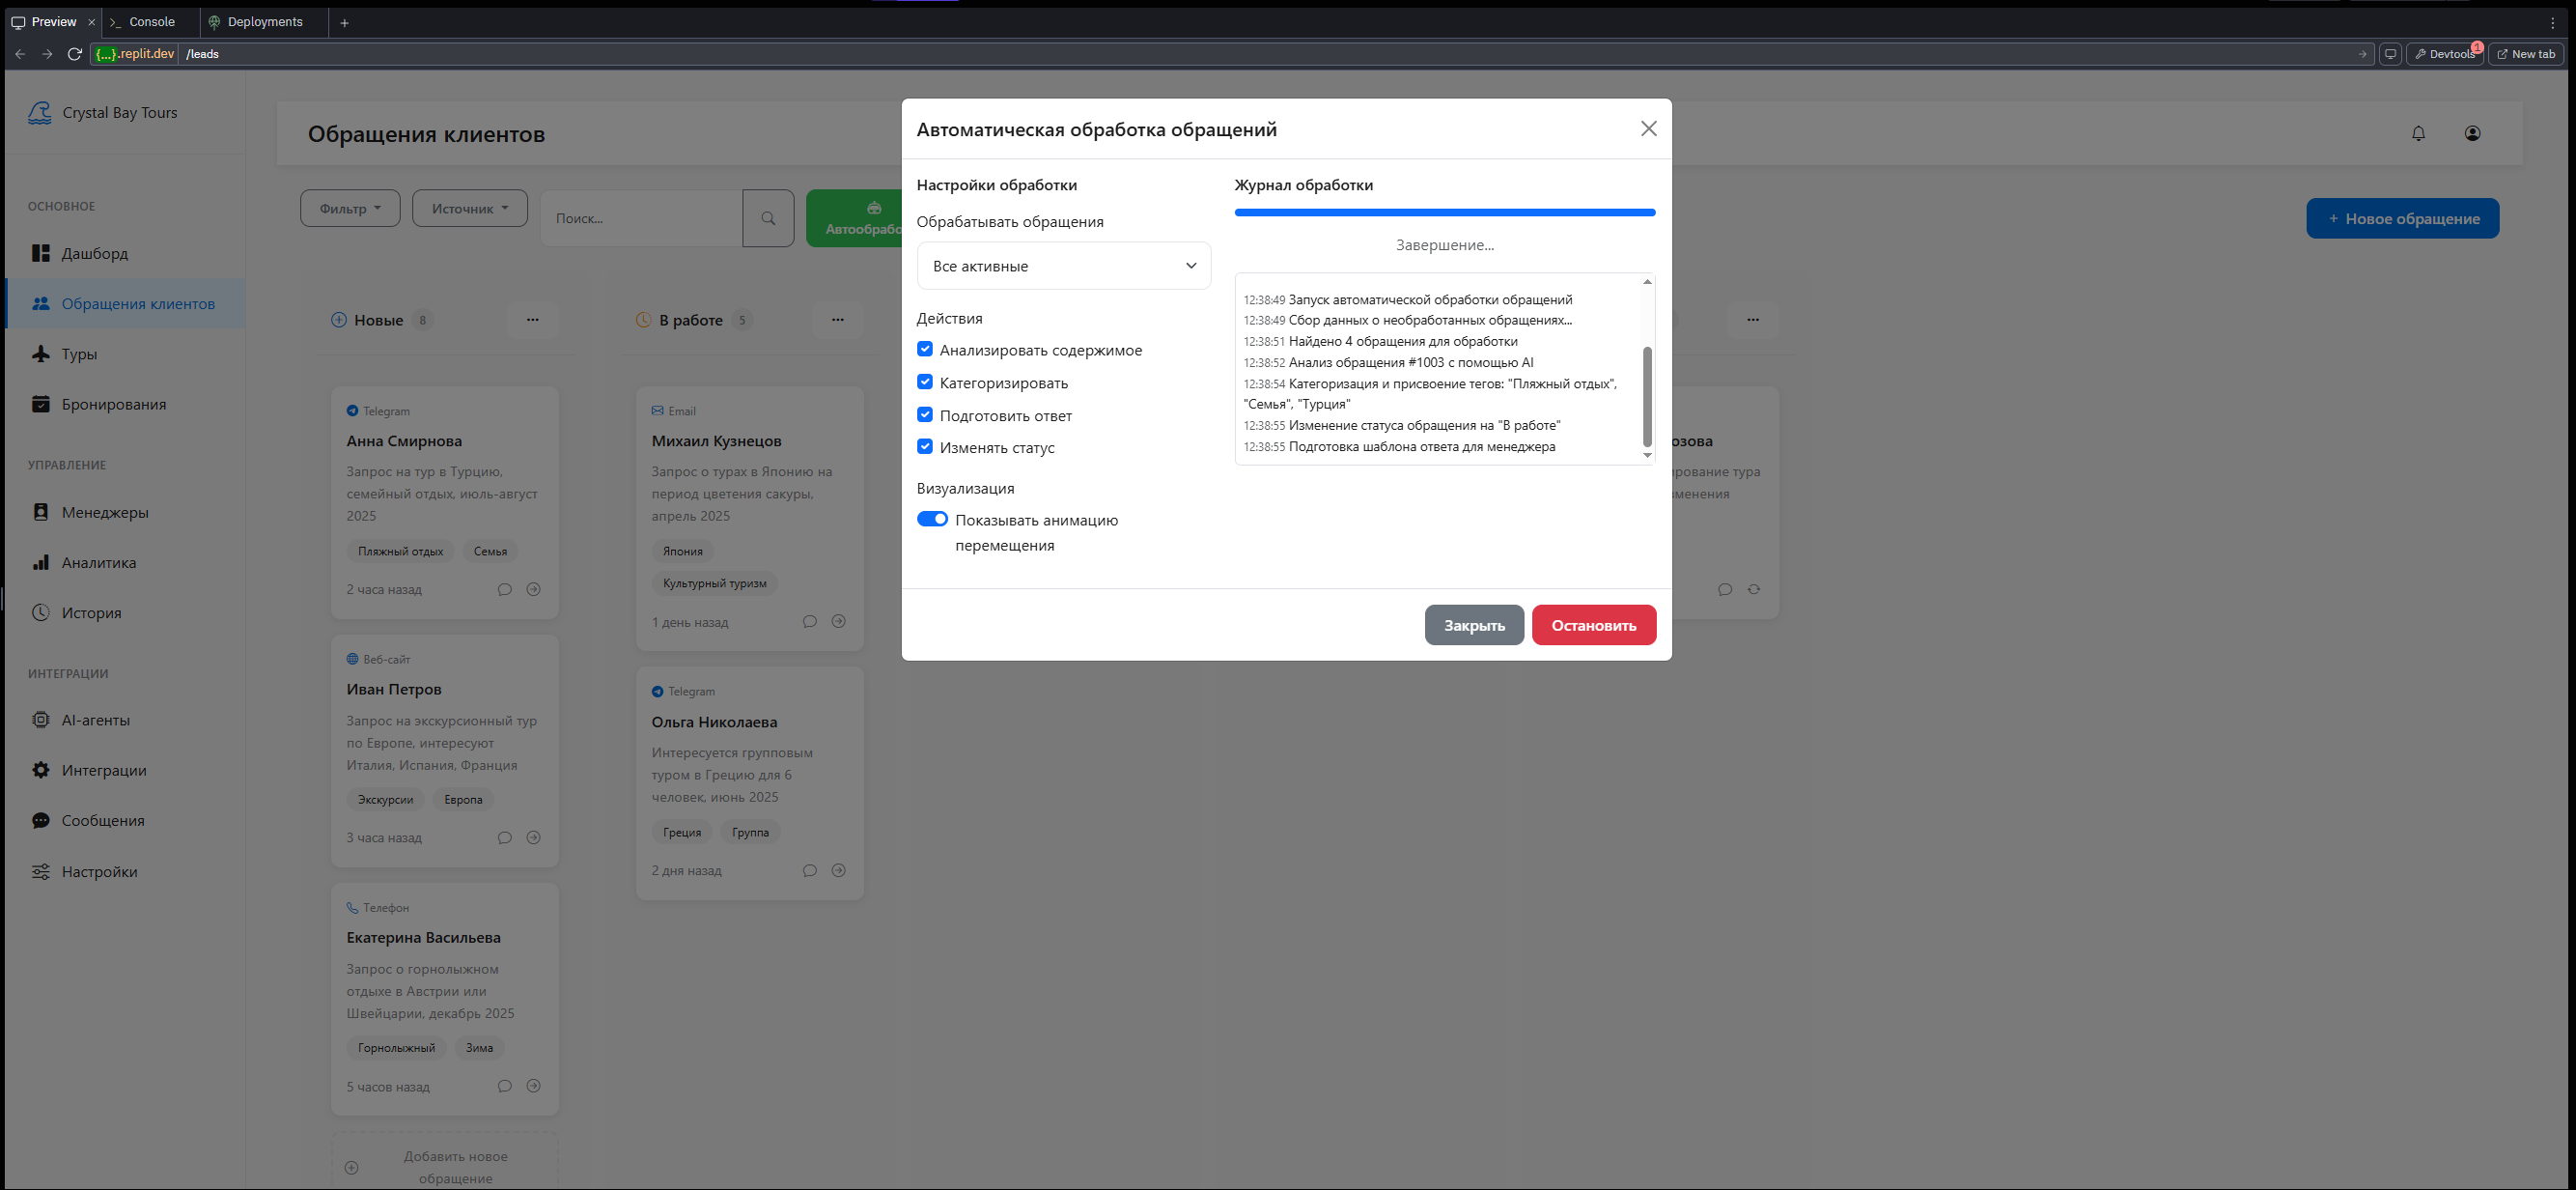 Preview
Console
Deployments
{...}.replit.dev /leads
Devtools 1
New tab
Crystal Bay Tours
ОСНОВНОЕ
Дашборд
Обращения клиентов
Туры
Бронирования
УПРАВЛЕНИЕ
Менеджеры
Аналитика
История
ИНТЕГРАЦИИ
AI-агенты
Интеграции
Сообщения
Настройки
Обращения клиентов
Фильтр
Источник
Поиск...
Автообрабо
+ Новое обращение
Новые 8
Telegram
Анна Смирнова
Запрос на тур в Турцию,
семейный отдых, июль-август
2025
Пляжный отдых Семья
2 часа назад
Веб-сайт
Иван Петров
Запрос на экскурсионный тур
по Европе, интересуют
Италия, Испания, Франция
Экскурсии Европа
3 часа назад
Телефон
Екатерина Васильева
Запрос о горнолыжном
отдыхе в Австрии или
Швейцарии, декабрь 2025
Горнолыжный Зима
5 часов назад
Добавить новое
обращение
В работе 5
Email
Михаил Кузнецов
Запрос о турах в Японию на
период цветения сакуры,
апрель 2025
Япония
Культурный туризм
1 день назад
Telegram
Ольга Николаева
Интересуется групповым
туром в Грецию для 6
человек, июнь 2025
Греция Группа
2 дня назад
озова
рование тура
менения
Автоматическая обработка обращений
Настройки обработки
Обрабатывать обращения
Все активные
Действия
Анализировать содержимое
Категоризировать
Подготовить ответ
Изменять статус
Визуализация
Показывать анимацию
перемещения
Журнал обработки
Завершение...
12:38:49 Запуск автоматической обработки обращений
12:38:49 Сбор данных о необработанных обращениях...
12:38:51 Найдено 4 обращения для обработки
12:38:52 Анализ обращения #1003 с помощью AI
12:38:54 Категоризация и присвоение тегов: "Пляжный отдых",
"Семья", "Турция"
12:38:55 Изменение статуса обращения на "В работе"
12:38:55 Подготовка шаблона ответа для менеджера
Закрыть
Остановить